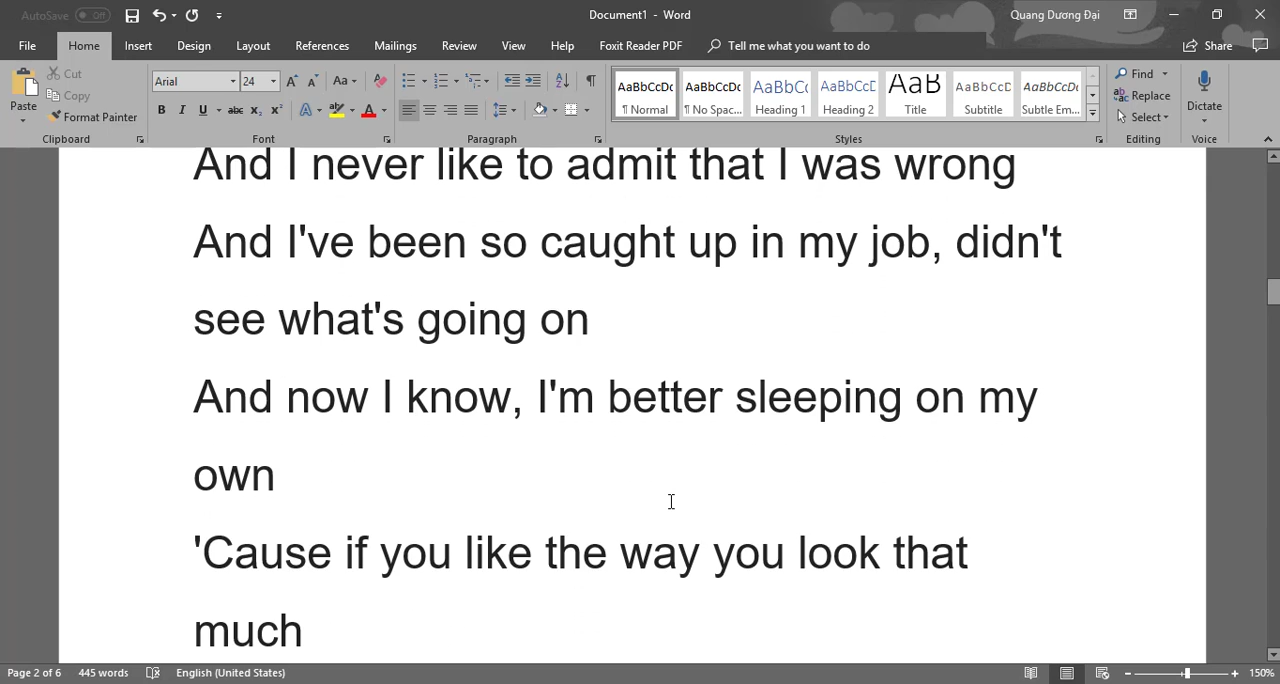 AutoSave Off
Document1 - Word
Quang Dương Đại
File Home Insert Design Layout References Mailings Review View Help Foxit Reader PDF Tell me what you want to do Share
Paste
Cut
Copy
Format Painter
Clipboard
Arial 24
Font
Paragraph
AaBbCcDc AaBbCcDc AaBbCc AaBbCcD AaB AaBbCcD AaBbCcDc
¶ Normal ¶ No Spac... Heading 1 Heading 2 Title Subtitle Subtle Em...
Styles
Find
Replace
Select
Editing
Dictate
Voice
And I never like to admit that I was wrong
And I've been so caught up in my job, didn't
see what's going on
And now I know, I'm better sleeping on my
own
'Cause if you like the way you look that
much
Page 2 of 6 445 words English (United States) 150%